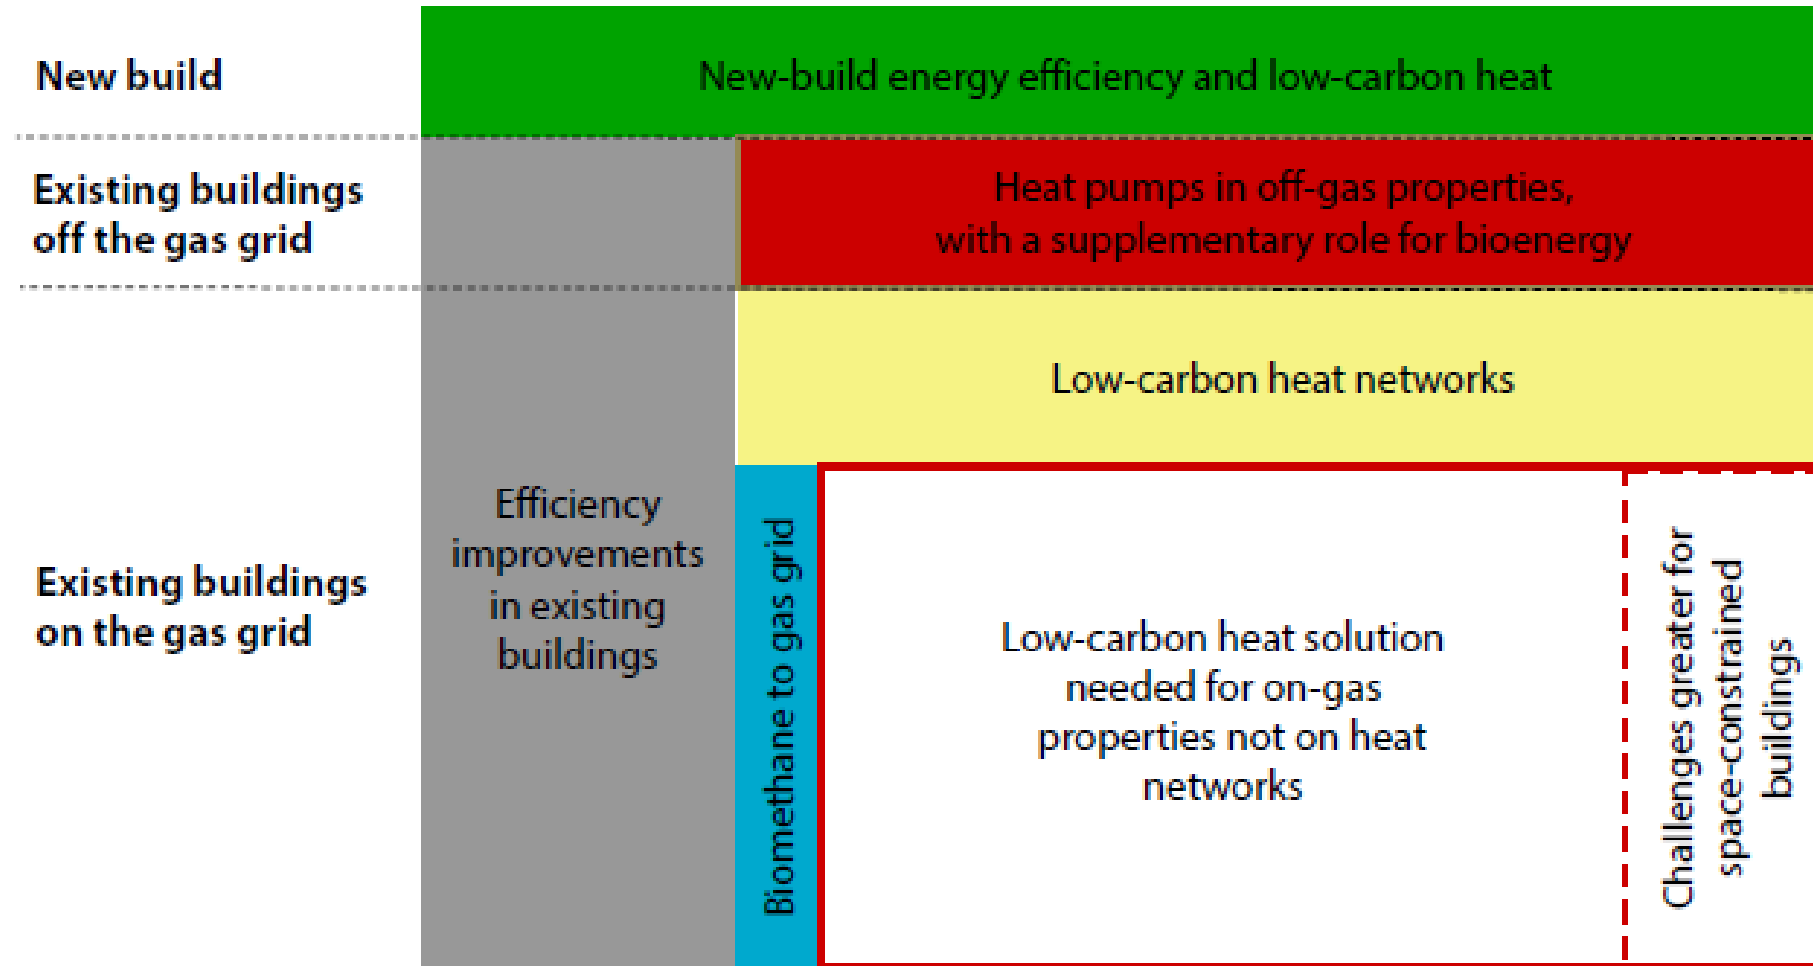 New build
New-build energy efficiency and low-carbon heat
Existing buildings
off the gas grid
Heat pumps in off-gas properties,
with a supplementary role for bioenergy
Low-carbon heat networks
Existing buildings
on the gas grid
Efficiency
improvements
in existing
buildings
Biomethane to gas grid
Low-carbon heat solution
needed for on-gas
properties not on heat
networks
Challenges greater for
space-constrained
buildings